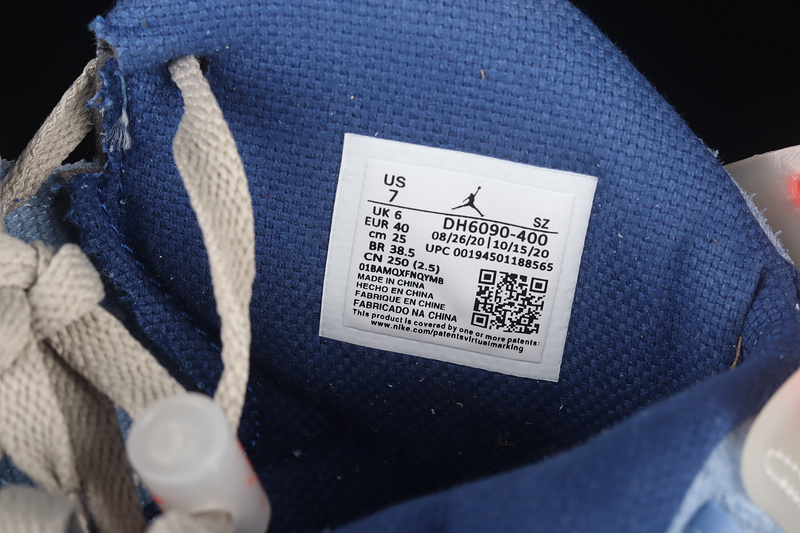 US
7
SZ
UK 6
DH6090-400
EUR 40
08/26/20 | 10/15/20
cm 25
UPC 00194501188565
BR 38.5
CN 250 (2.5)
01BAMQXFNQYMB
MADE IN CHINA
HECHO EN CHINA
FABRIQUE EN CHINE
FABRICADO NA CHINA
This product is covered by one or more patents:
www.nike.com/patentsvirtualmarking